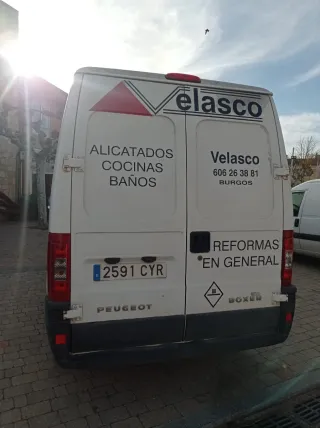 Velasco
ALICATADOS
COCINAS
BAÑOS
Velasco
606 26 38 81
BURGOS
REFORMAS
EN GENERAL
2591 CYR
PEUGEOT
BOXER